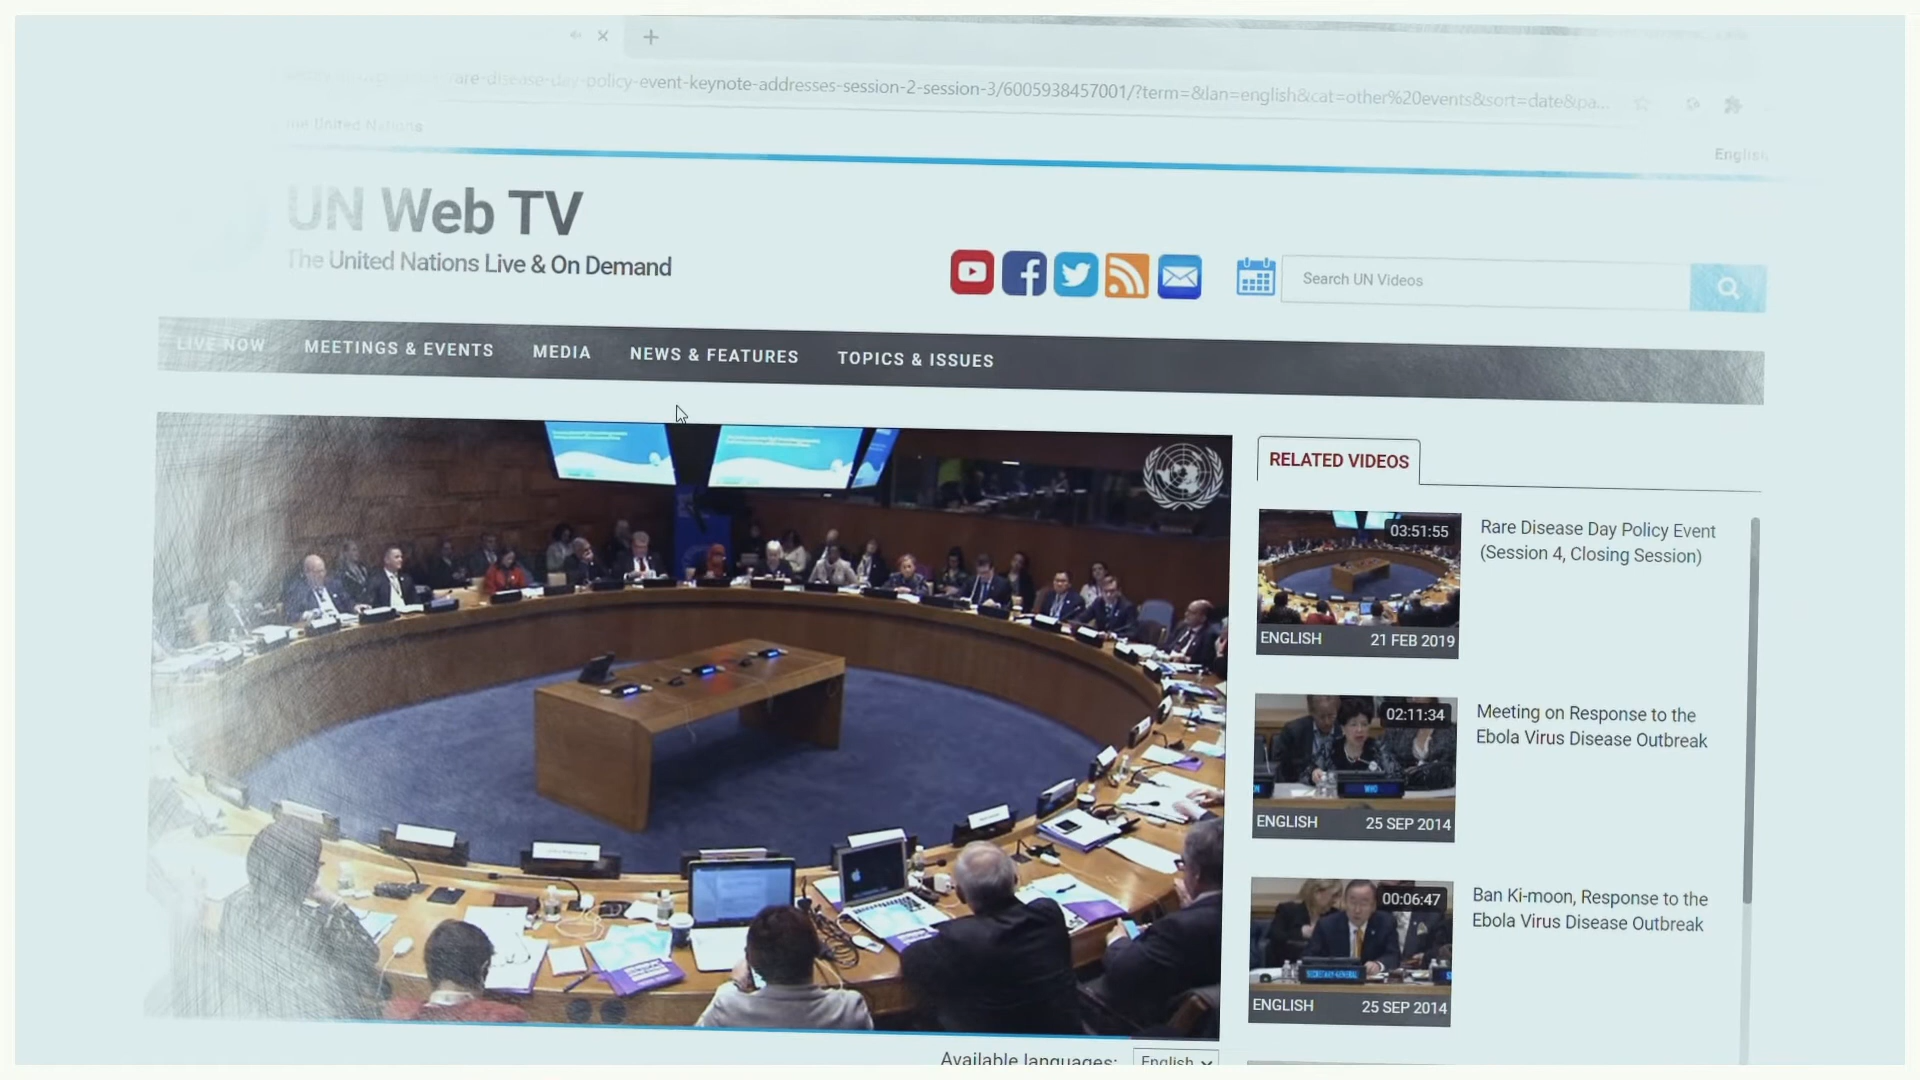 are-disease-day-policy-event-keynote-addresses-session-2-session-3/6005938457001/?term=&lan=english&cat=other%20events&sort=date&pa...
the United Nations
English
UN Web TV
The United Nations Live & On Demand
Search UN Videos
LIVE NOW
MEETINGS & EVENTS
MEDIA
NEWS & FEATURES
TOPICS & ISSUES
RELATED VIDEOS
03:51:55
Rare Disease Day Policy Event
(Session 4, Closing Session)
ENGLISH
21 FEB 2019
02:11:34
Meeting on Response to the
Ebola Virus Disease Outbreak
WHO
ENGLISH
25 SEP 2014
00:06:47
Ban Ki-moon, Response to the
Ebola Virus Disease Outbreak
SECRETARY-GENERAL
ENGLISH
25 SEP 2014
Available languages:
English